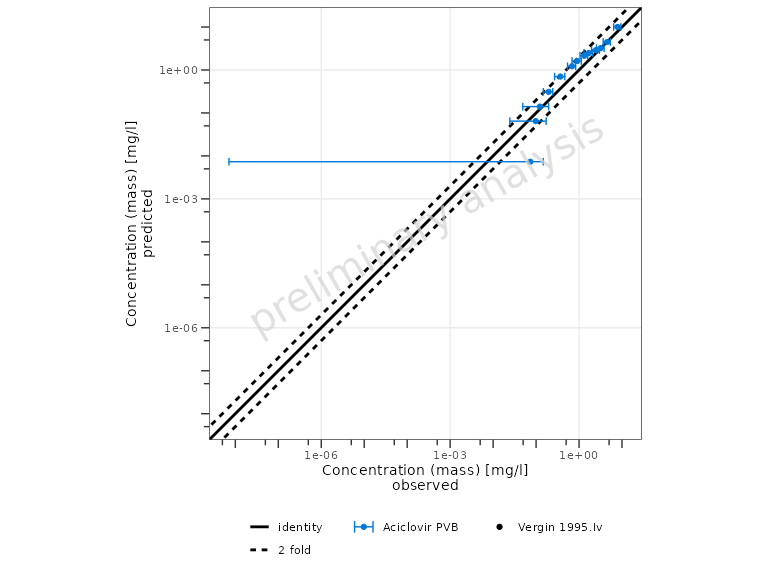 1e+00
1e-03
1e-06
Concentration (mass) [mg/l]
predicted
preliminary analysis
1e-06 1e-03 1e+00
Concentration (mass) [mg/l]
observed
identity Aciclovir PVB Vergin 1995.Iv
2 fold